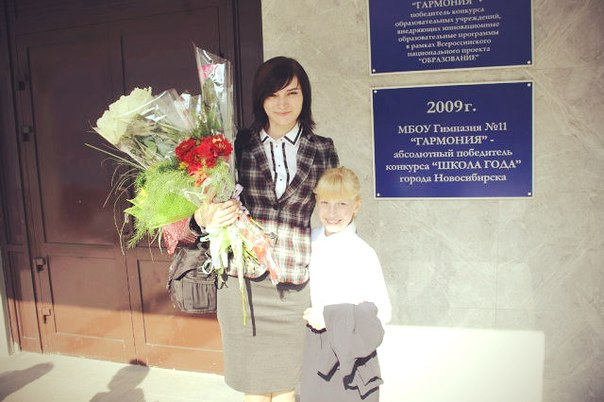 "ГАРМОНИЯ" -
победитель конкурса
образовательных учреждений,
внедряющих инновационные
образовательные программы
в рамках Всероссийского
национального проекта
"ОБРАЗОВАНИЕ"
2009 г.
МБОУ Гимназия №11
"ГАРМОНИЯ" -
абсолютный победитель
конкурса "ШКОЛА ГОДА"
города Новосибирска